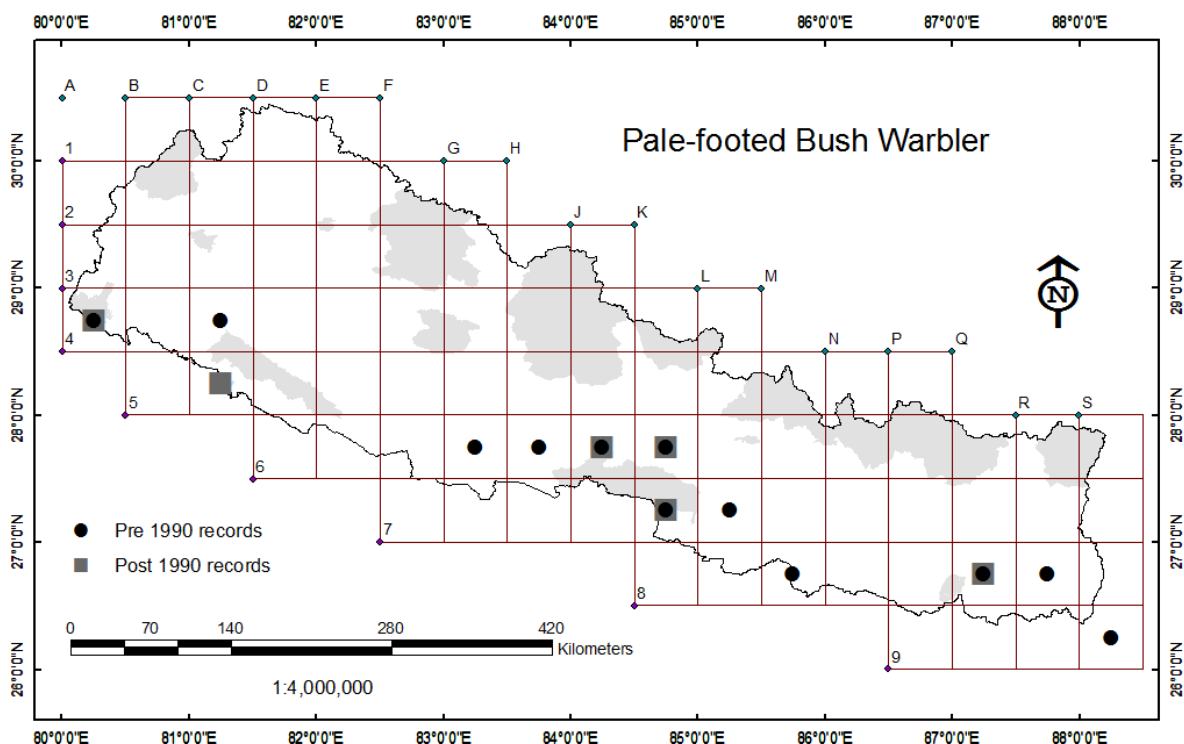 80°0'0"E 81°0'0"E 82°0'0"E 83°0'0"E 84°0'0"E 85°0'0"E 86°0'0"E 87°0'0"E 88°0'0"E
A B C D E F
Pale-footed Bush Warbler
1 G H
30°0'0"N 30°0'0"N
2 J K
3 L M
29°0'0"N 29°0'0"N
N
4 N P Q
5 R S
28°0'0"N 28°0'0"N
6
7
Pre 1990 records
27°0'0"N 27°0'0"N
Post 1990 records
8
0 70 140 280 420
Kilometers
9
26°0'0"N 26°0'0"N
1:4,000,000
80°0'0"E 81°0'0"E 82°0'0"E 83°0'0"E 84°0'0"E 85°0'0"E 86°0'0"E 87°0'0"E 88°0'0"E